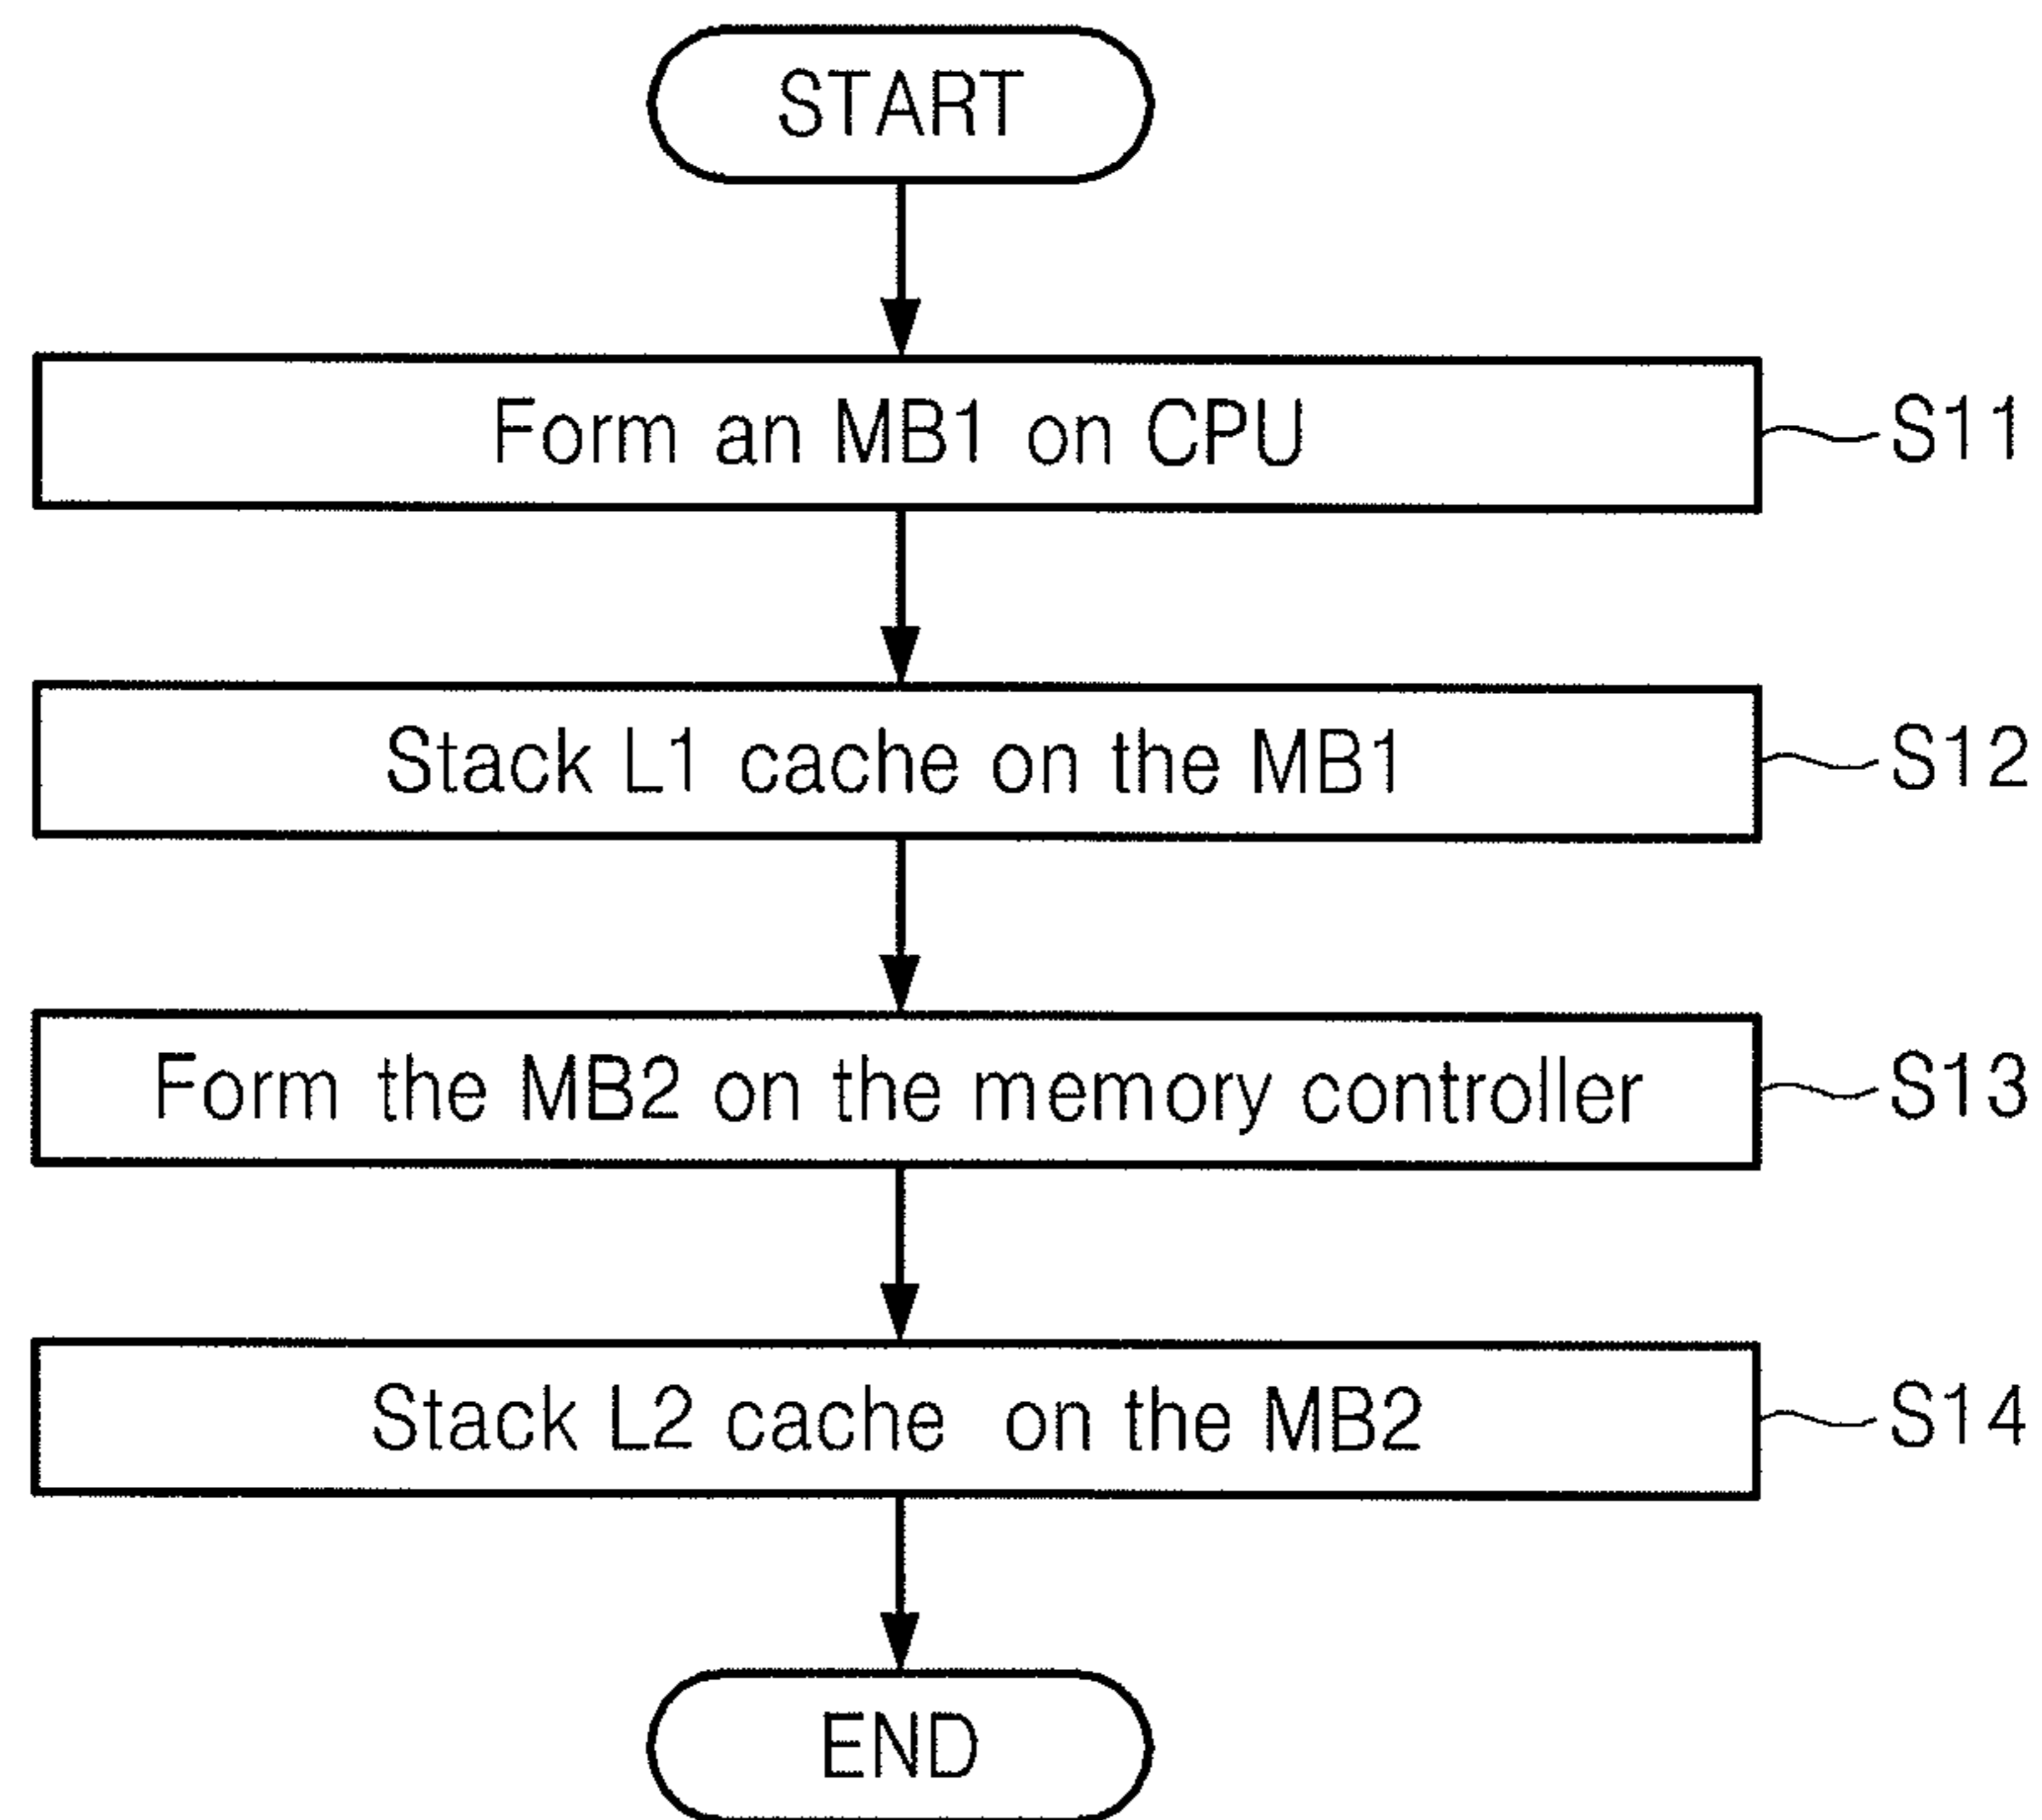 START
Form an MB1 on CPU
S11
Stack L1 cache on the MB1
S12
Form the MB2 on the memory controller
S13
Stack L2 cache on the MB2
S14
END